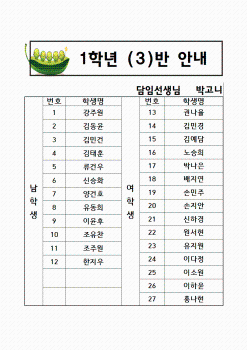 1학년 (3)반 안내
담임선생님 박고니
번호 학생명 번호 학생명
남학생
여학생
1 강주원 13 권나율
2 김동윤 14 김민경
3 김민건 15 김예담
4 김태훈 16 노승희
5 류건우 17 박나은
6 신승화 18 배지연
7 양건호 19 손민주
8 유동희 20 손지안
9 이윤후 21 신하경
10 조유찬 22 원서현
11 초주원 23 유지원
12 한지우 24 이다정
25 이소원
26 이하윤
27 홍나현